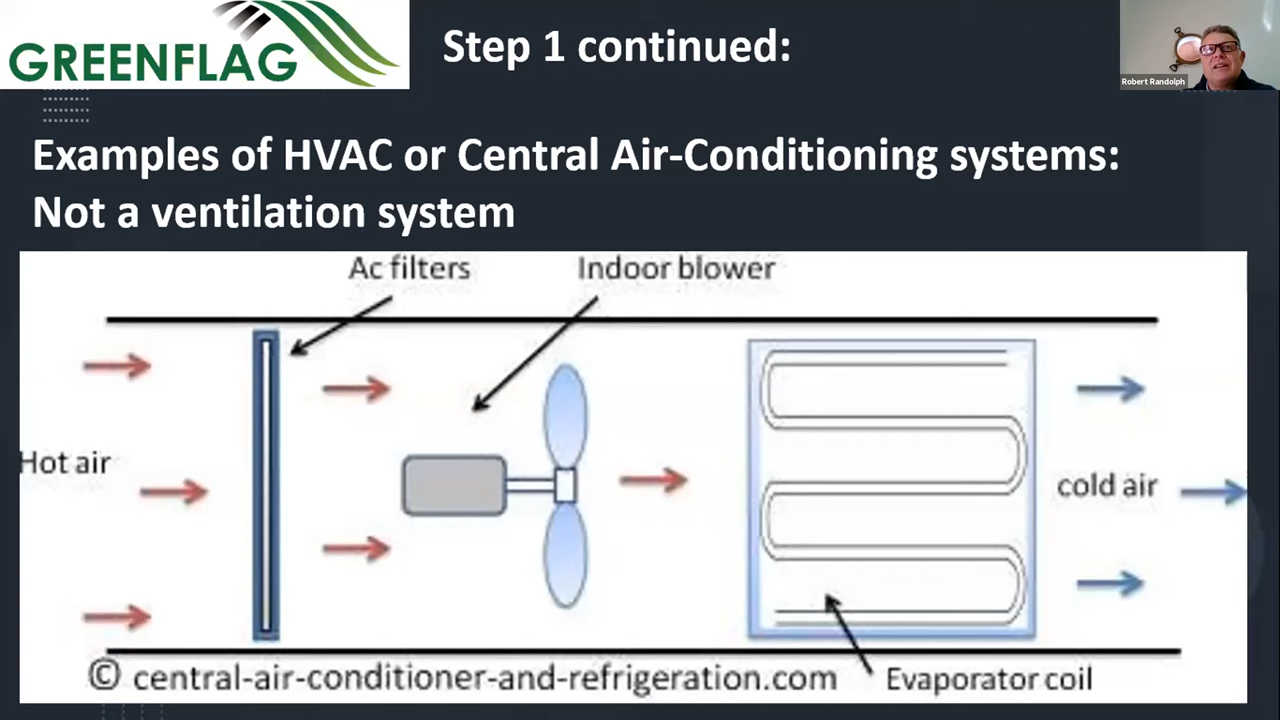 GREENFLAG
Step 1 continued:
Robert Randolph
Examples of HVAC or Central Air-Conditioning systems:
Not a ventilation system
Ac filters
Indoor blower
Hot air
cold air
© central-air-conditioner-and-refrigeration.com
Evaporator coil